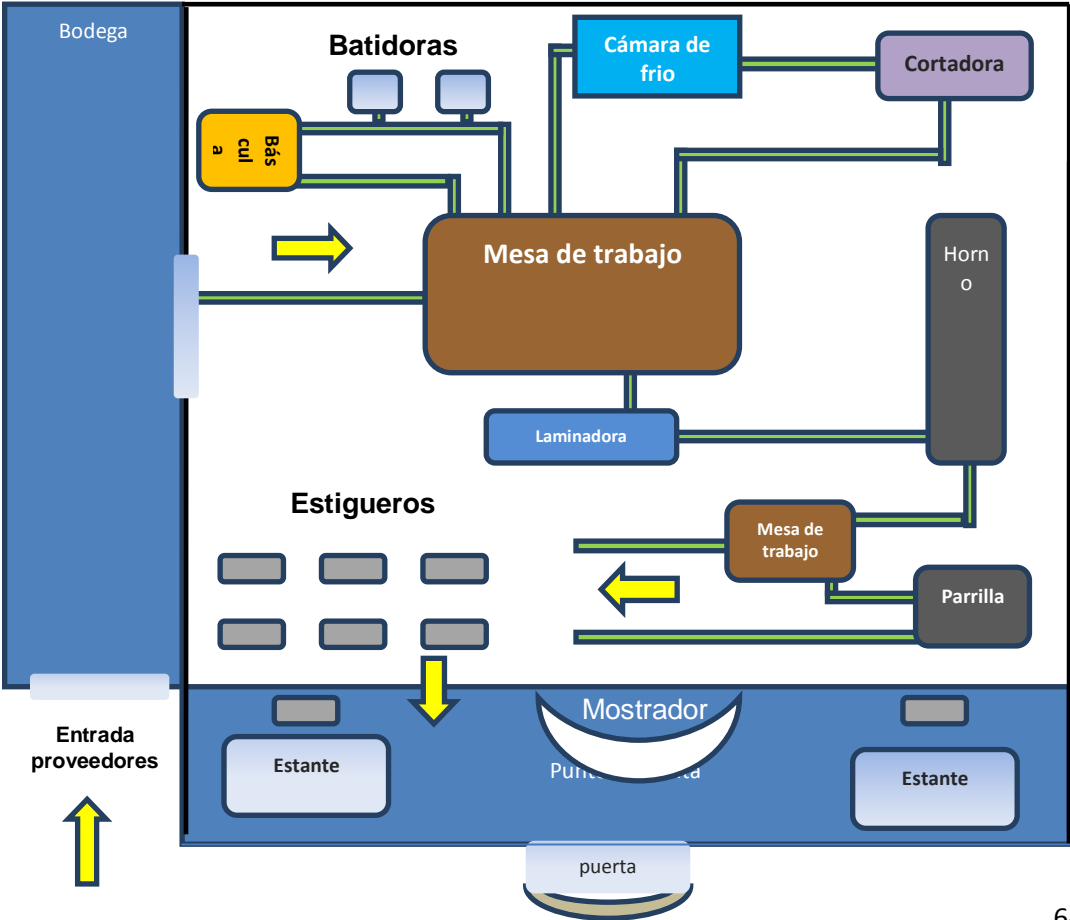 Bodega
Batidoras
Cámara de
frio
Cortadora
Bás
cul
a
Mesa de trabajo
Horn
o
Laminadora
Estigueros
Mesa de
trabajo
Parrilla
Mostrador
Entrada
proveedores
Estante
Estante
puerta
6